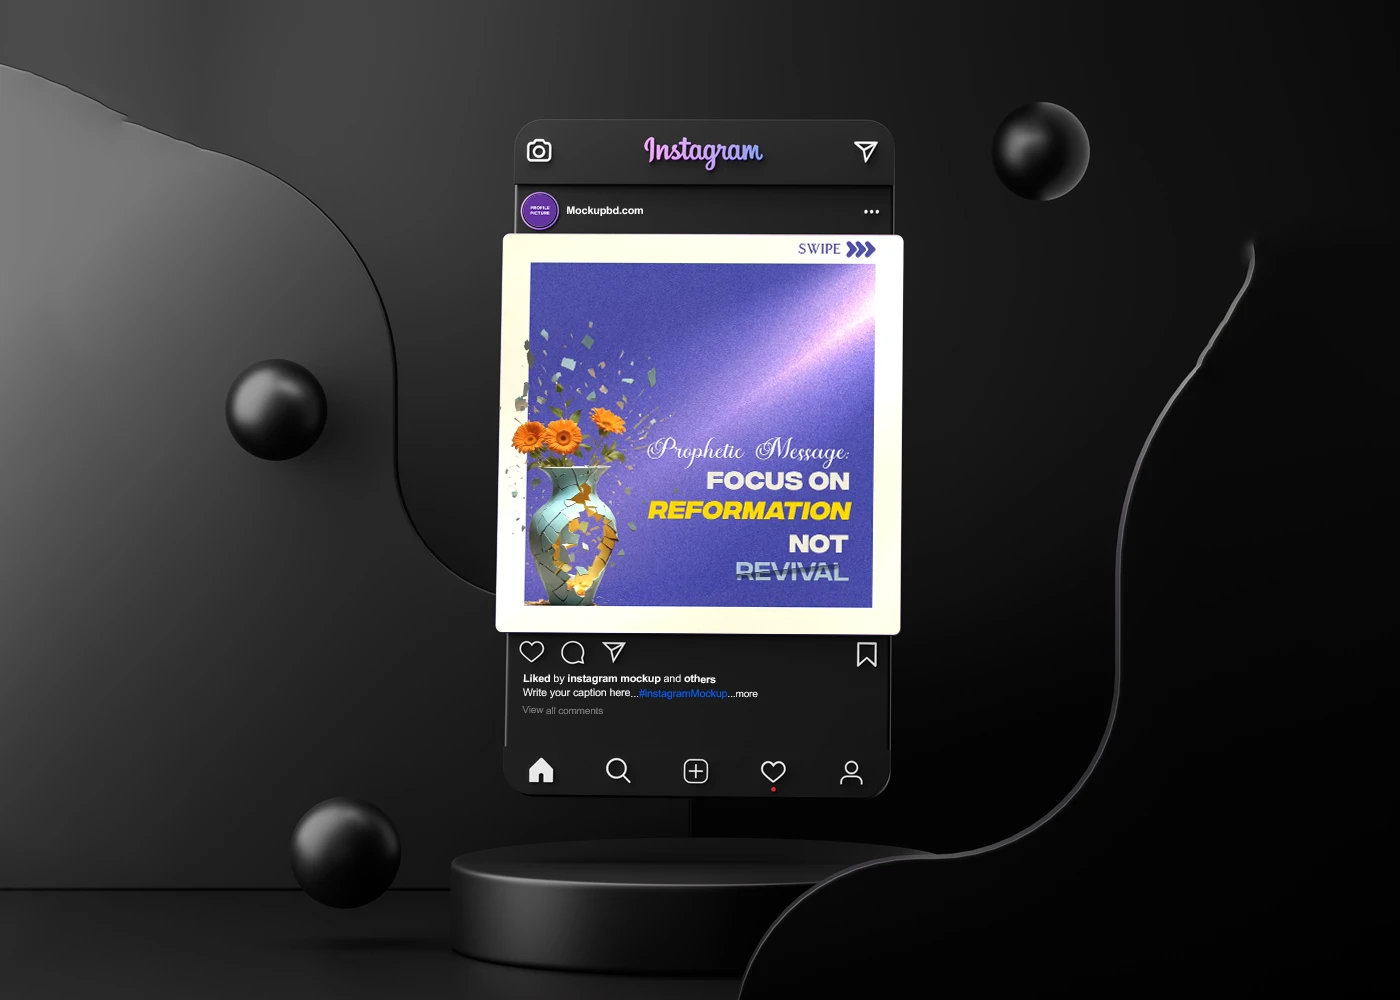 Instagram
PROFILE
PICTURE
Mockupbd.com
SWIPE
Prophetic Message:
FOCUS ON
REFORMATION
NOT
REVIVAL
Liked by instagram mockup and others
Write your caption here...#instagramMockup...more
View all comments